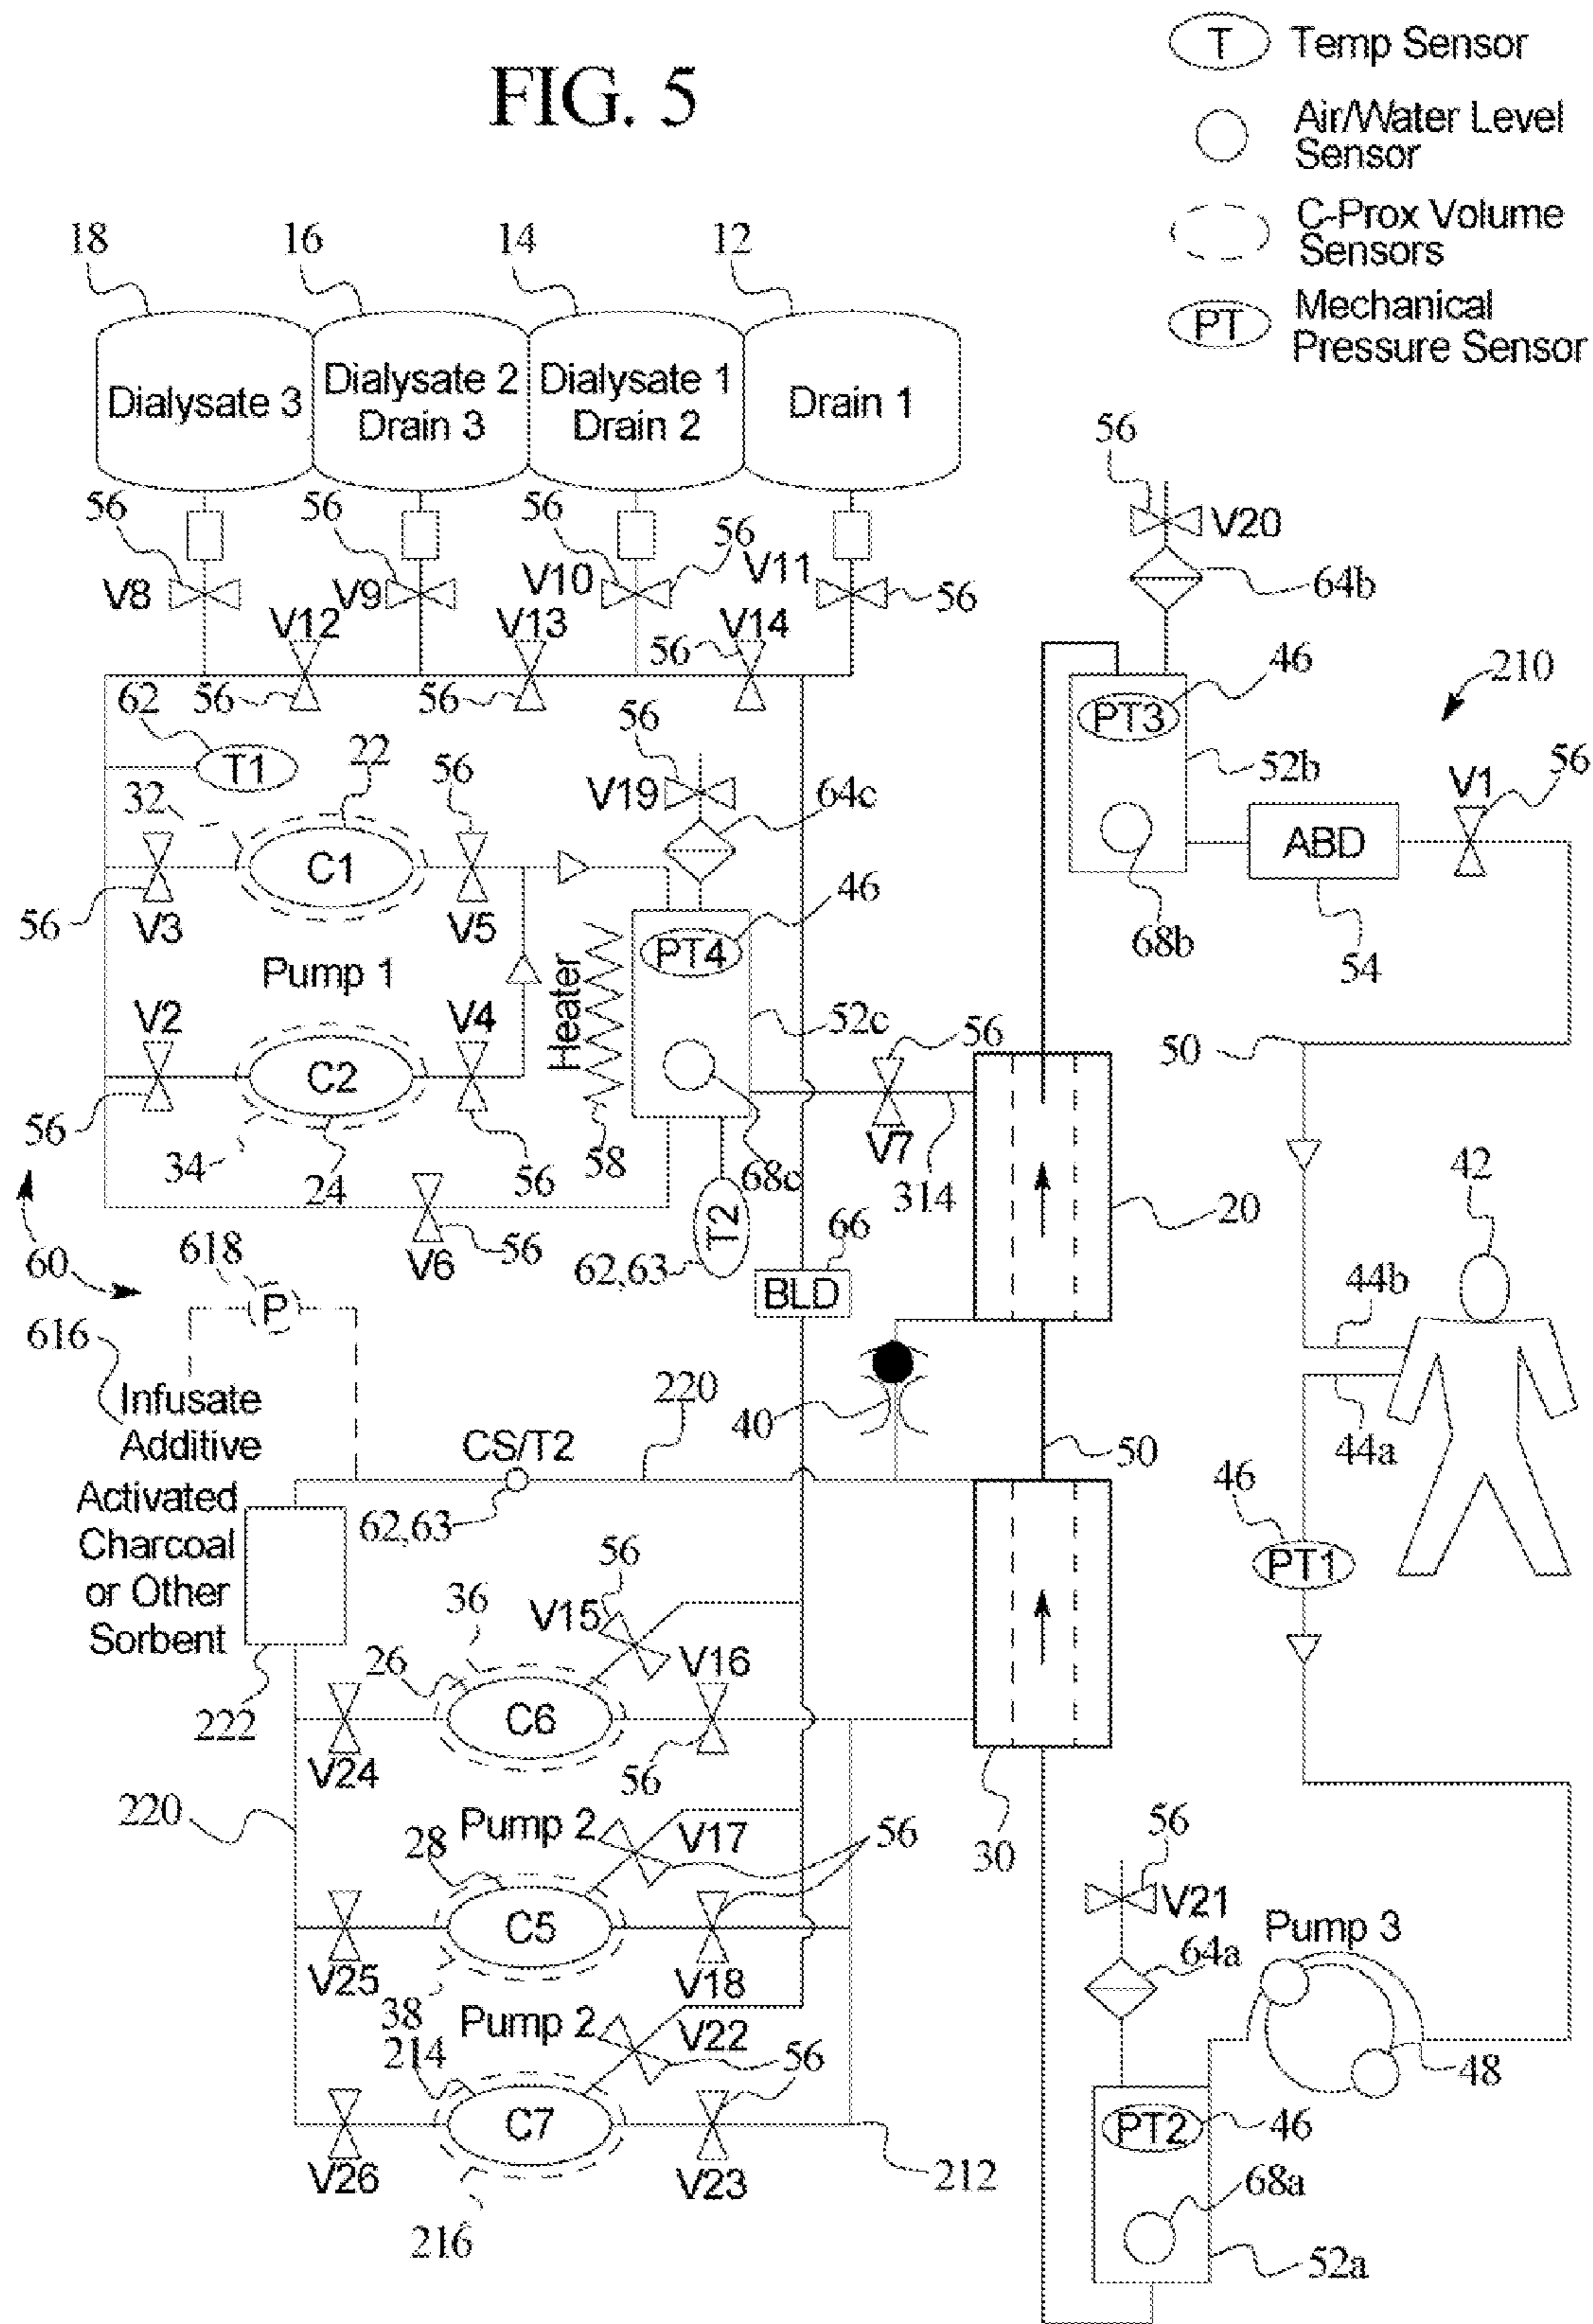 FIG. 5
T Temp Sensor
Air/Water Level
Sensor
C-Prox Volume
Sensors
PT Mechanical
Pressure Sensor
18 16 14 12
Dialysate 3
Dialysate 2
Drain 3
Dialysate 1
Drain 2
Drain 1
56 56 56 56
V8 V9 V10 V11 56
V12 V13 V14
56 56 56
56
V20
64b
46
210
PT3
52b
V1 56
ABD
68b
54
62
T1
22
56
56
V19
64c
32
C1
46
56
V3
V5
PT4
Pump 1
Heater
52c
V2
V4
56
50
C2
56
V7
34
24
56
58
68c
314
42
20
V6
56
T2
62,63
66
60
618
P
BLD
44b
616
Infusate
Additive
220
40
44a
CS/T2
50
46
Activated
Charcoal
or Other
Sorbent
62,63
56
PT1
36
V15
V16
26
C6
222
V24
56
220
Pump 2
28
V17
56
30
56
C5
V21
Pump 3
V25
V18
64a
38
Pump 2
V22
214
56
48
C7
PT2
46
V26
V23
212
68a
216
52a